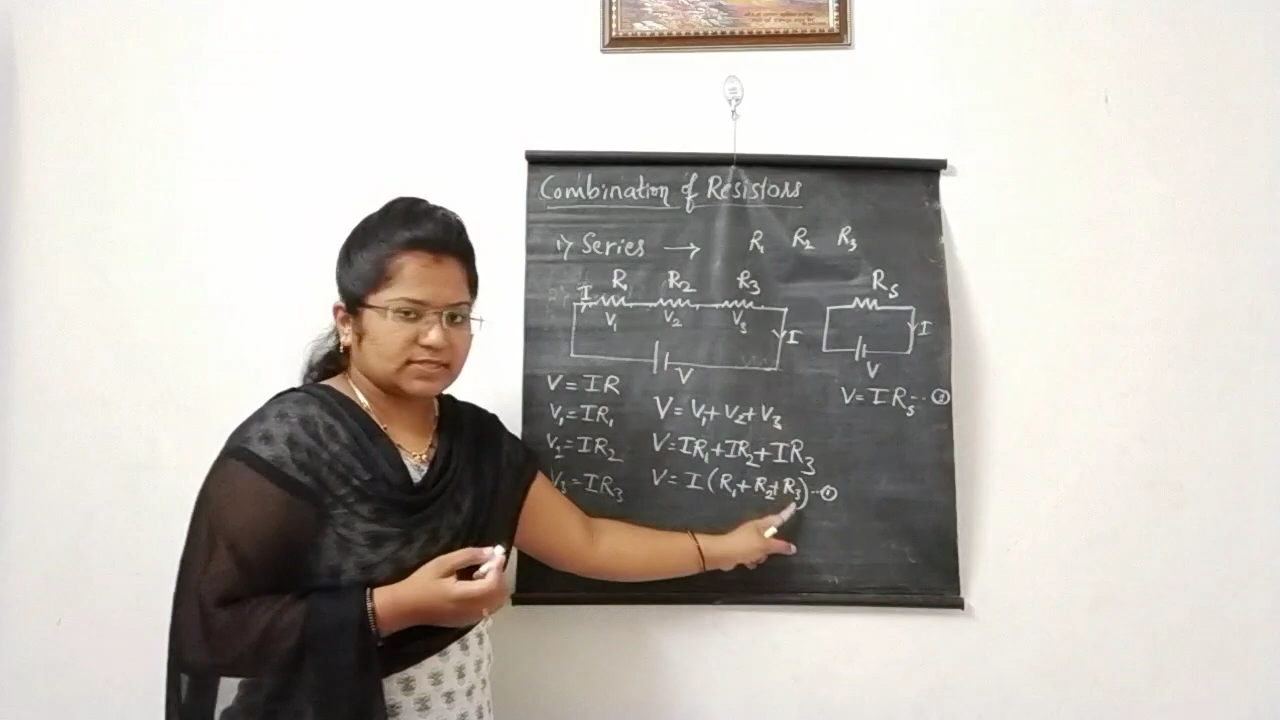 Combination of Resistors
1) Series → R₁ R₂ R₃
R₁ R₂ R₃
I
V₁ V₂ V₃
I
V
Rs
I
V
V = IR
V₁ = IR₁
V₂ = IR₂
V₃ = IR₃
V = V₁ + V₂ + V₃
V = IR₁ + IR₂ + IR₃
V = I (R₁ + R₂ + R₃) --①
V = I Rs --②